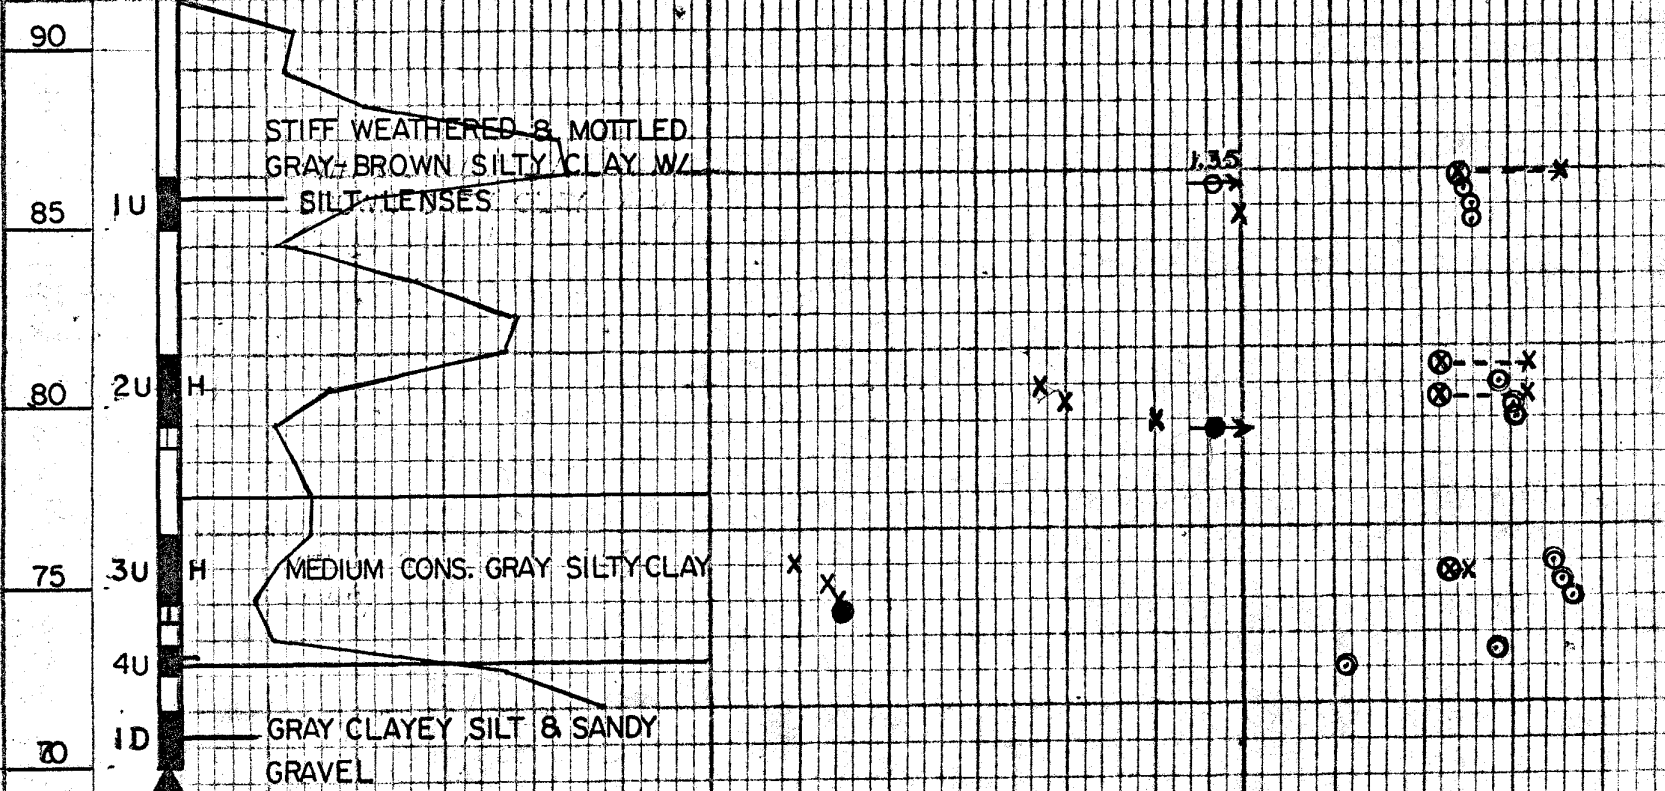 90
STIFF WEATHERED & MOTTLED
GRAY-BROWN SILTY CLAY W/
SILT LENSES
1.35
1U
85
2U H
80
3U H
MEDIUM CONS. GRAY SILTY CLAY
75
4U
1D
GRAY CLAYEY SILT & SANDY
GRAVEL
70